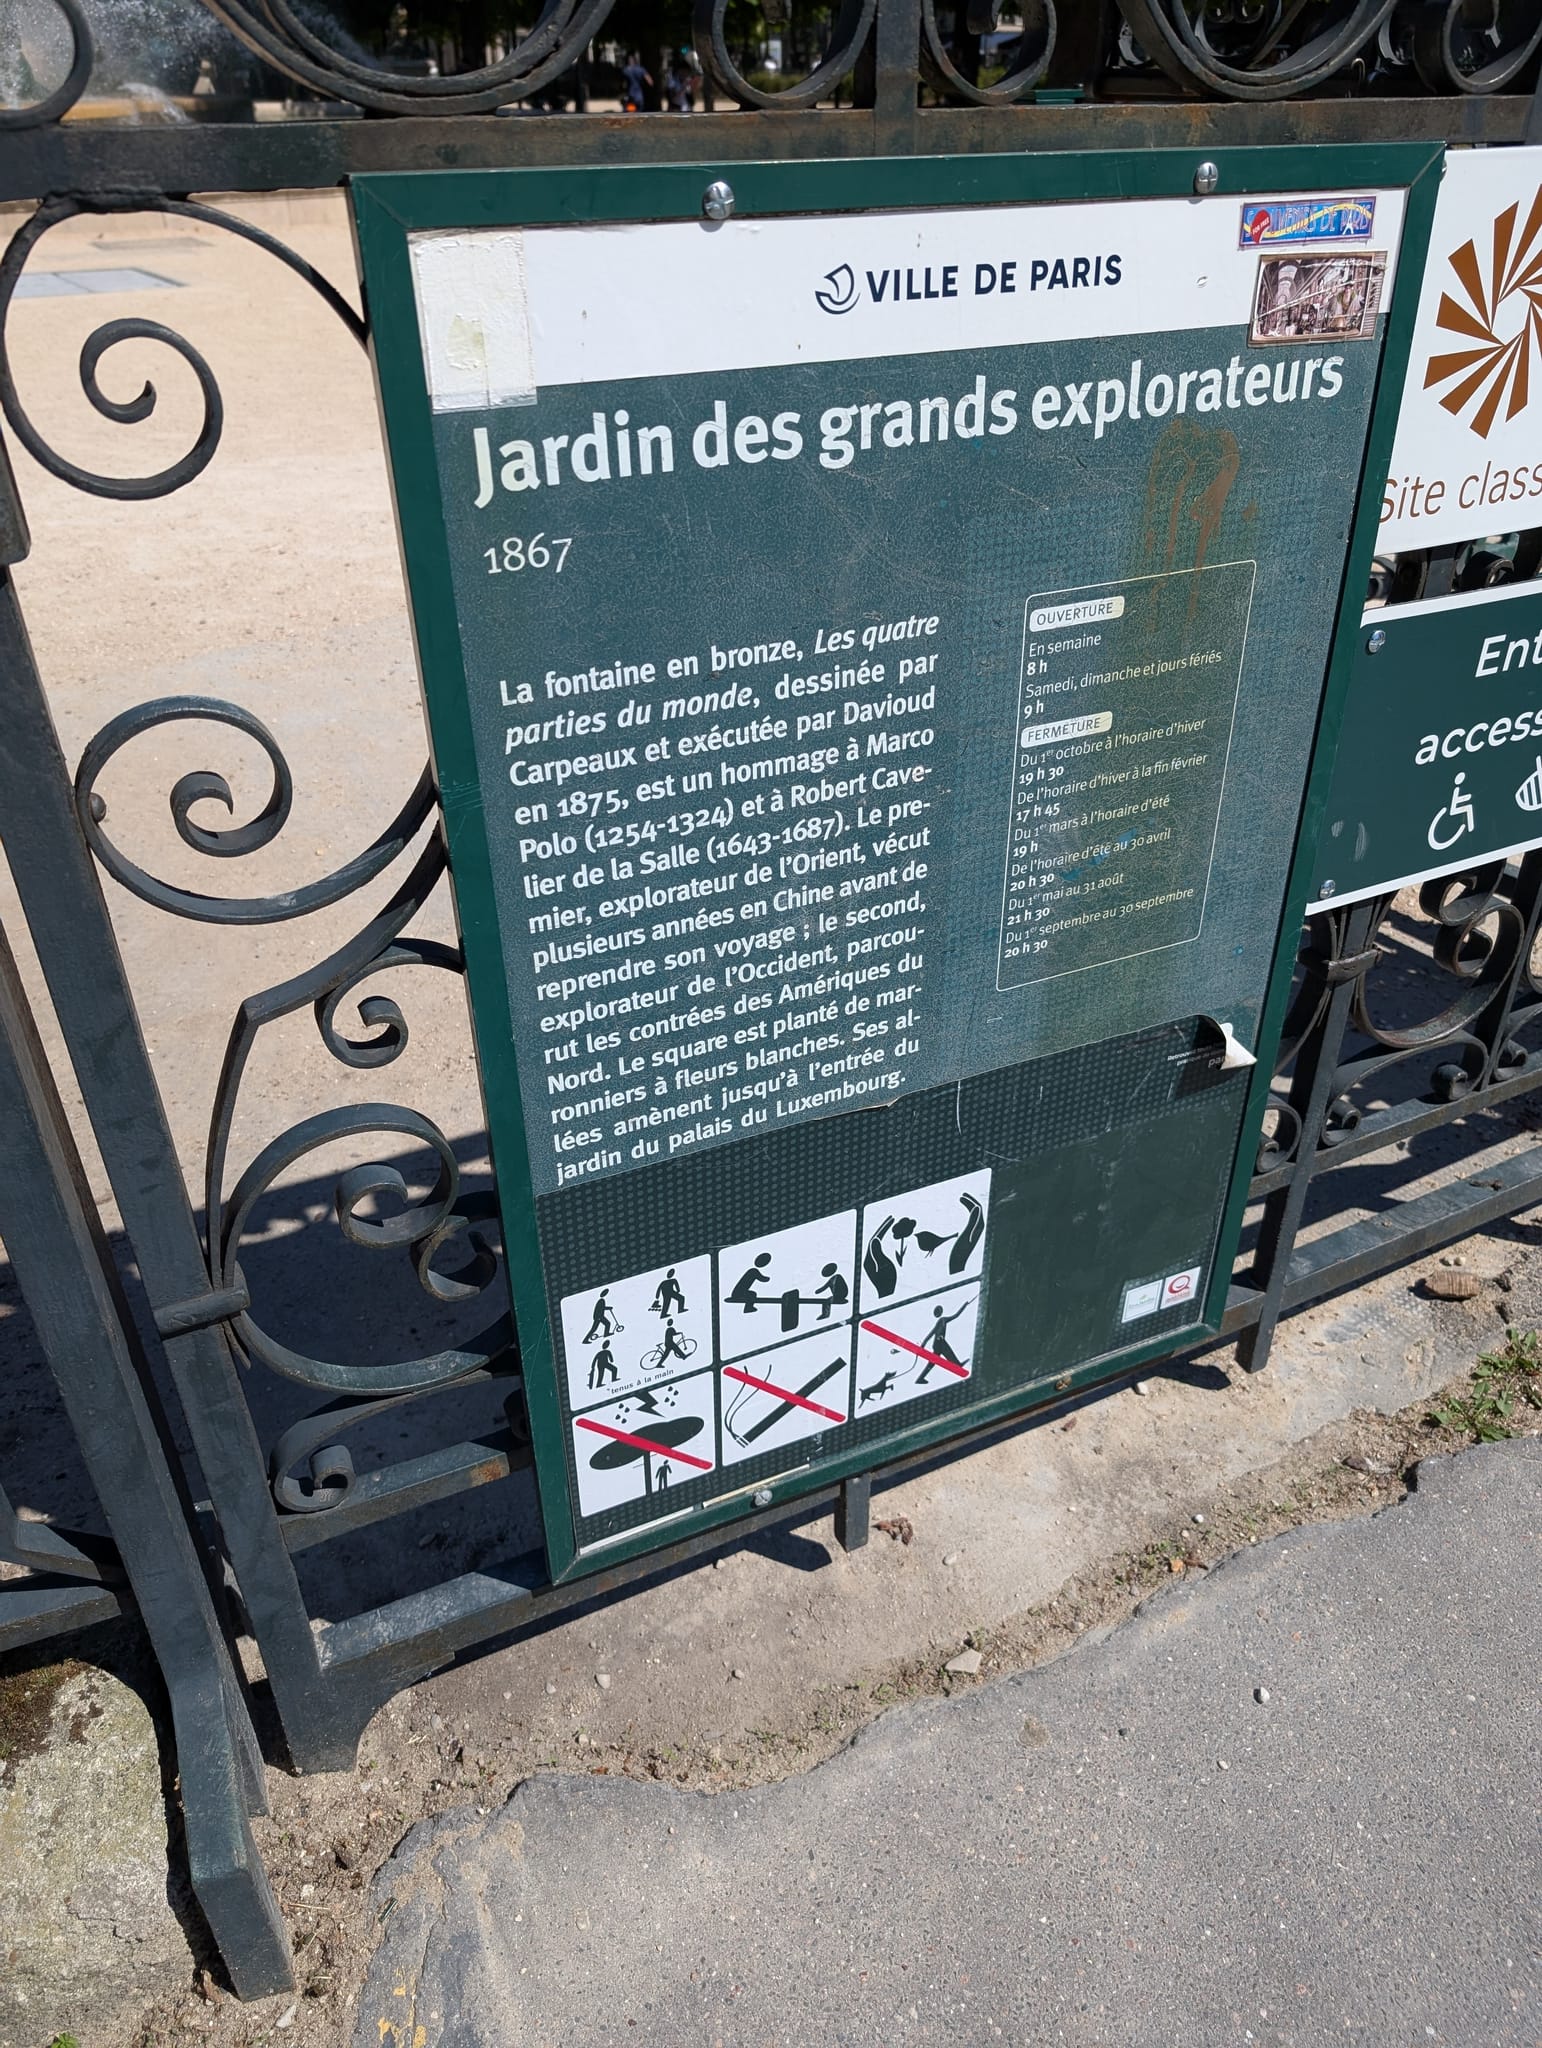 VILLE DE PARIS
SOUVENIRS DE PARIS
Jardin des grands explorateurs
1867
La fontaine en bronze, Les quatre
parties du monde, dessinée par
Carpeaux et exécutée par Davioud
en 1875, est un hommage à Marco
Polo (1254-1324) et à Robert Cave-
lier de la Salle (1643-1687). Le pre-
mier, explorateur de l'Orient, vécut
plusieurs années en Chine avant de
reprendre son voyage ; le second,
explorateur de l'Occident, parcou-
rut les contrées des Amériques du
Nord. Le square est planté de mar-
ronniers à fleurs blanches. Ses al-
lées amènent jusqu'à l'entrée du
jardin du palais du Luxembourg.
OUVERTURE
En semaine
8 h
Samedi, dimanche et jours fériés
9 h
FERMETURE
Du 1er octobre à l'horaire d'hiver
19 h 30
De l'horaire d'hiver à la fin février
17 h 45
Du 1er mars à l'horaire d'été
19 h
De l'horaire d'été au 30 avril
20 h 30
Du 1er mai au 31 août
21 h 30
Du 1er septembre au 30 septembre
20 h 30
*tenus à la main
Site class
Ent
access